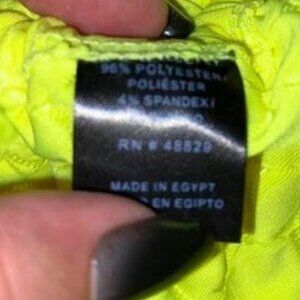 96% POLYESTER/
POLIÉSTER
4% SPANDEX/
RN # 48829
MADE IN EGYPT
EN EGIPTO